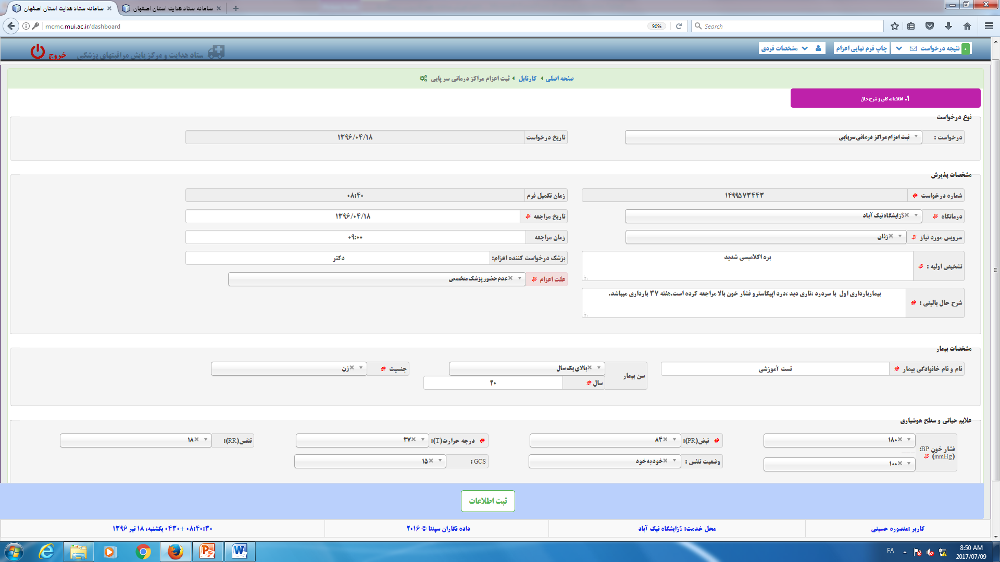 سامانه ستاد هدایت استان اصفهان
سامانه ستاد هدایت استان اصفهان
mcmc.mui.ac.ir/dashboard
90%
Search
۰ نتیجه درخواست
چاپ فرم نهایی اعزام
مشخصات فردی
ستاد هدایت و مرکز پایش مراقبتهای پزشکی
خروج
صفحه اصلی
کارتابل
ثبت اعزام مراکز درمانی سرپایی
۱. اطلاعات کلی و شرح حال
نوع درخواست
درخواست :
ثبت اعزام مراکز درمانی سرپایی
تاریخ درخواست
۱۳۹۶/۰۴/۱۸
مشخصات پذیرش
شماره درخواست *
۱۴۹۹۵۷۳۴۴۳
زمان تکمیل فرم
۰۸:۴۰
درمانگاه *
×$زایشگاه نیک آباد
تاریخ مراجعه *
۱۳۹۶/۰۴/۱۸
سرویس مورد نیاز *
×زنان
زمان مراجعه
۰۹:۰۰
تشخیص اولیه : *
پره اکلامپسی شدید
پزشک درخواست کننده اعزام:
دکتر
علت اعزام *
×عدم حضور پزشک متخصص
شرح حال بالینی : *
بیمارباردارى اول با سردرد ،تاری دید ،درد اپیگاسترو فشار خون بالا مراجعه کرده است.هفته ۳۷ بارداری میباشد.
مشخصات بیمار
نام و نام خانوادگی بیمار *
تست آموزشی
سن بیمار
×بالای یک سال
سال *
۲۰
جنسیت *
×زن
علایم حیاتی و سطح هوشیاری
فشار خون BP:
(mmHg) *
×۱۸۰
---
×۱۰۰
* نبض(PR):
×۸۴
* درجه حرارت(T):
×۳۷
تنفس(RR):
×۱۸
وضعیت تنفس :
×خود به خود
GCS :
×۱۵
ثبت اطلاعات
کاربر :منصوره حسینی
محل خدمت: $زایشگاه نیک آباد
داده نگاران سپنتا © ۲۰۱۶
۰۸:۴۰:۳۰ +۰۴۳۰ یکشنبه، ۱۸ تیر ۱۳۹۶
FA
8:50 AM
2017/07/09